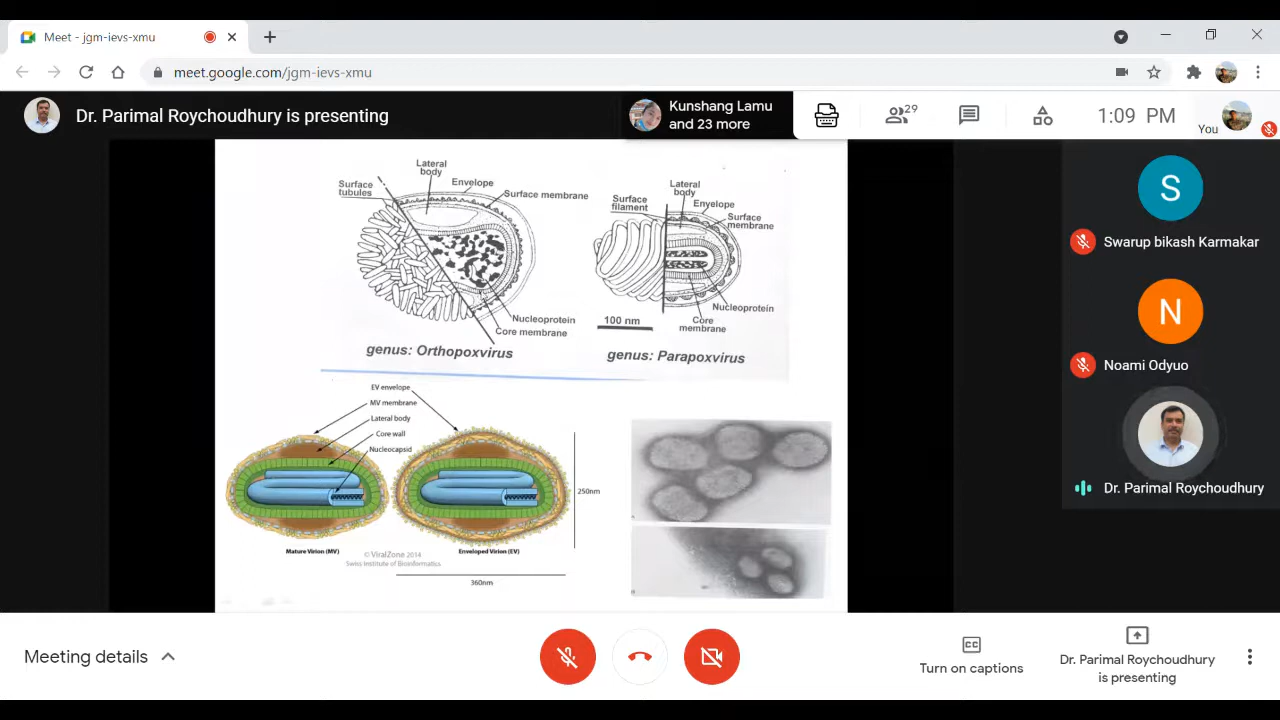 Meet - jgm-ievs-xmu
meet.google.com/jgm-ievs-xmu
Dr. Parimal Roychoudhury is presenting
Kunshang Lamu
and 23 more
29
1:09 PM
You
Lateral
body
Surface
tubules
Envelope
Surface membrane
Nucleoprotein
Core membrane
genus: Orthopoxvirus
Lateral
body
Surface
filament
Envelope
Surface
membrane
Nucleoprotein
Core
membrane
100 nm
genus: Parapoxvirus
EV envelope
MV membrane
Lateral body
Core wall
Nucleocapsid
250nm
Mature Virion (MV)
© ViralZone 2014
Swiss Institute of Bioinformatics
Enveloped Virion (EV)
360nm
S
Swarup bikash Karmakar
N
Noami Odyuo
Dr. Parimal Roychoudhury
Meeting details
CC
Turn on captions
Dr. Parimal Roychoudhury
is presenting